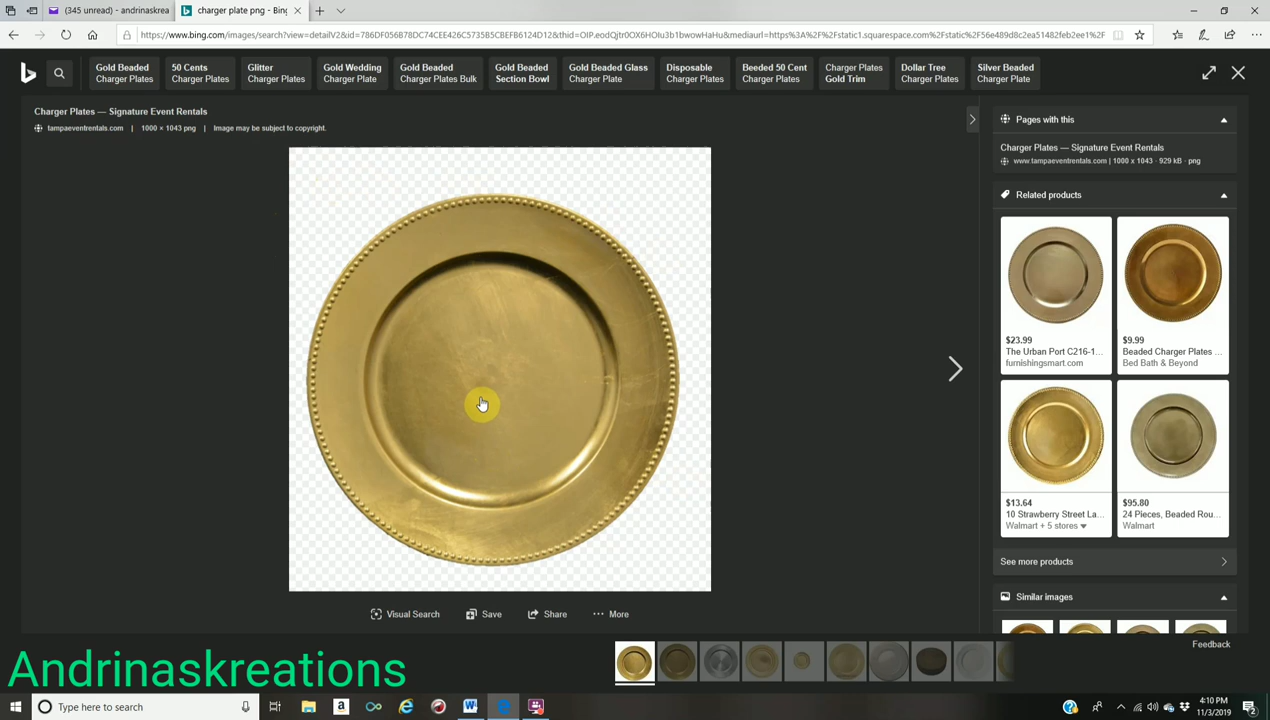 (345 unread) - andrinaskrea
charger plate png - Bing
https://www.bing.com/images/search?view=detailV2&id=786DF056B78DC74CEE426C5735B5CBEFB6124D12&thid=OIP.eodQjtr0OX6HOIu3b1bwowHaHu&mediaurl=https%3A%2F%2Fstatic1.squarespace.com%2Fstatic%2F56e489d8c2ea51482feb2ee1%2F
Gold Beaded Charger Plates
50 Cents Charger Plates
Glitter Charger Plates
Gold Wedding Charger Plate
Gold Beaded Charger Plates Bulk
Gold Beaded Section Bowl
Gold Beaded Glass Charger Plate
Disposable Charger Plates
Beeded 50 Cent Charger Plates
Charger Plates Gold Trim
Dollar Tree Charger Plates
Silver Beaded Charger Plate
Charger Plates — Signature Event Rentals
tampaeventrentals.com | 1000 × 1043 png | Image may be subject to copyright.
Pages with this
Charger Plates — Signature Event Rentals
www.tampaeventrentals.com | 1000 x 1043 · 929 kB · png
Related products
$23.99
The Urban Port C216-1...
furnishingsmart.com
$9.99
Beaded Charger Plates ...
Bed Bath & Beyond
$13.64
10 Strawberry Street La...
Walmart + 5 stores
$95.80
24 Pieces, Beaded Rou...
Walmart
See more products
Similar images
Visual Search
Save
Share
More
Feedback
Andrinaskreations
Type here to search
4:10 PM
11/3/2019